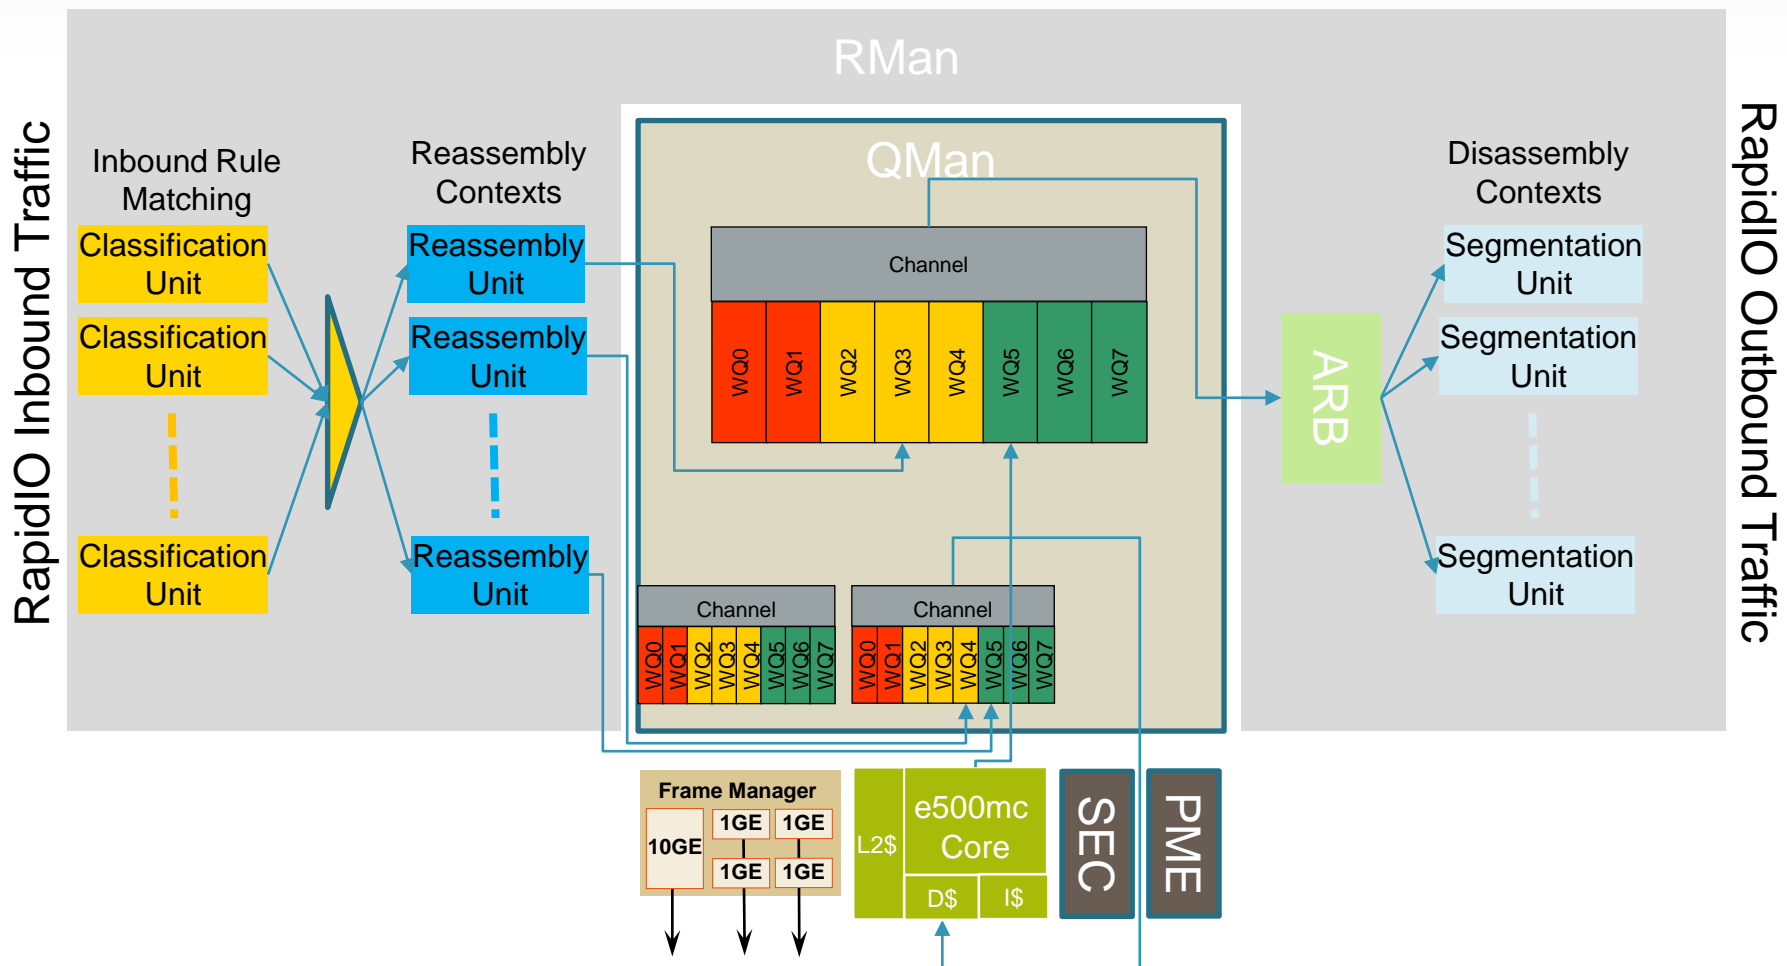 RMan
RapidIO Inbound Traffic
Inbound Rule
Matching
Classification
Unit
Classification
Unit
Classification
Unit
Reassembly
Contexts
Reassembly
Unit
Reassembly
Unit
Reassembly
Unit
QMan
Channel
WQ0
WQ1
WQ2
WQ3
WQ4
WQ5
WQ6
WQ7
Channel
WQ0
WQ1
WQ2
WQ3
WQ4
WQ5
WQ6
WQ7
Channel
WQ0
WQ1
WQ2
WQ3
WQ4
WQ5
WQ6
WQ7
ARB
Disassembly
Contexts
Segmentation
Unit
Segmentation
Unit
Segmentation
Unit
RapidIO Outbound Traffic
Frame Manager
10GE
1GE
1GE
1GE
1GE
L2$
e500mc
Core
D$
I$
SEC
PME